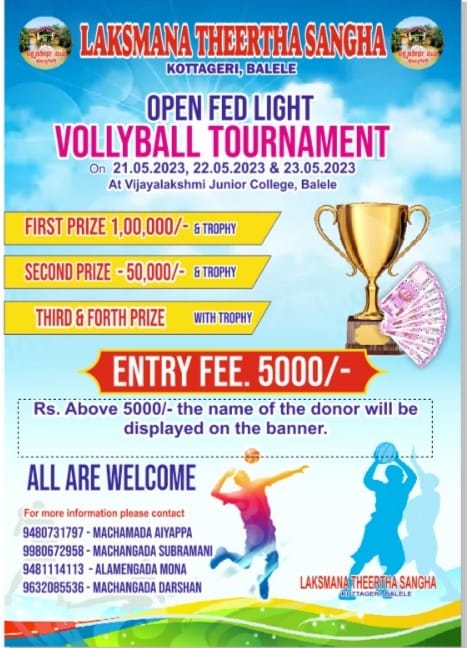 LAKSMANA THEERTHA SANGHA
KOTTAGERI, BALELE
OPEN FED LIGHT
VOLLYBALL TOURNAMENT
On 21.05.2023, 22.05.2023 & 23.05.2023
At Vijayalakshmi Junior College, Balele
FIRST PRIZE 1,00,000/- & TROPHY
SECOND PRIZE - 50,000/- & TROPHY
THIRD & FORTH PRIZE WITH TROPHY
ENTRY FEE. 5000/-
Rs. Above 5000/- the name of the donor will be
displayed on the banner.
ALL ARE WELCOME
For more information please contact
9480731797 - MACHAMADA AIYAPPA
9980672958 - MACHANGADA SUBRAMANI
9481114113 - ALAMENGADA MONA
9632085536 - MACHANGADA DARSHAN
LAKSMANA THEERTHA SANGHA
KOTTAGERI, BALELE